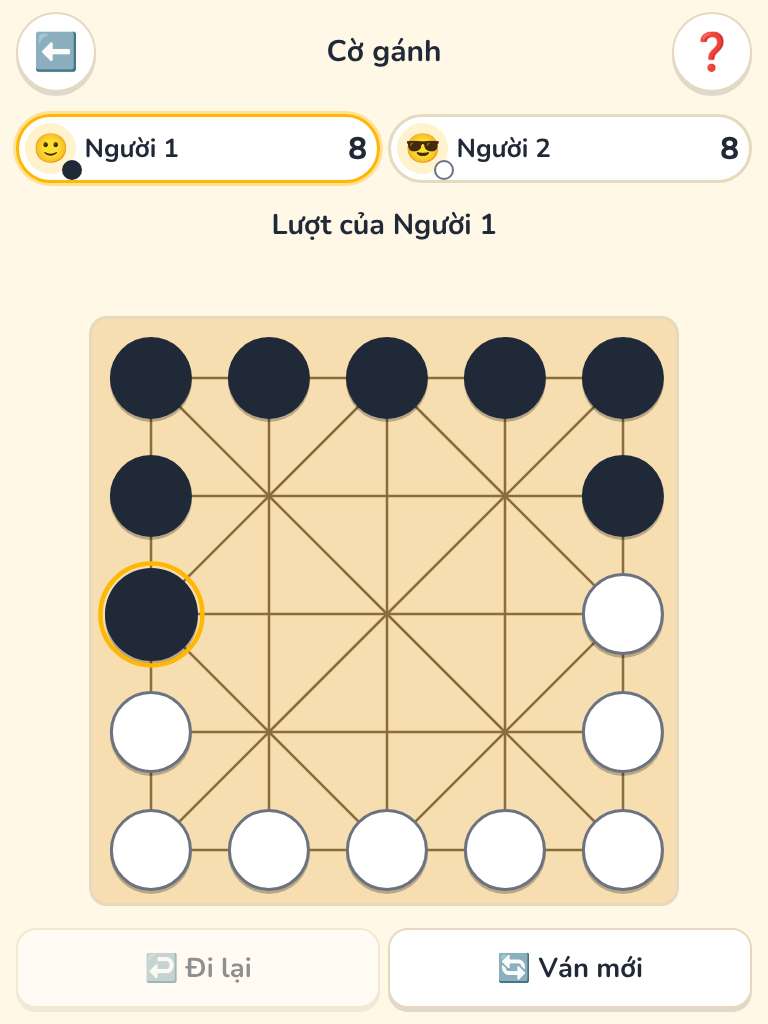 Cờ gánh
Người 1
8
Người 2
8
Lượt của Người 1
Đi lại
Ván mới